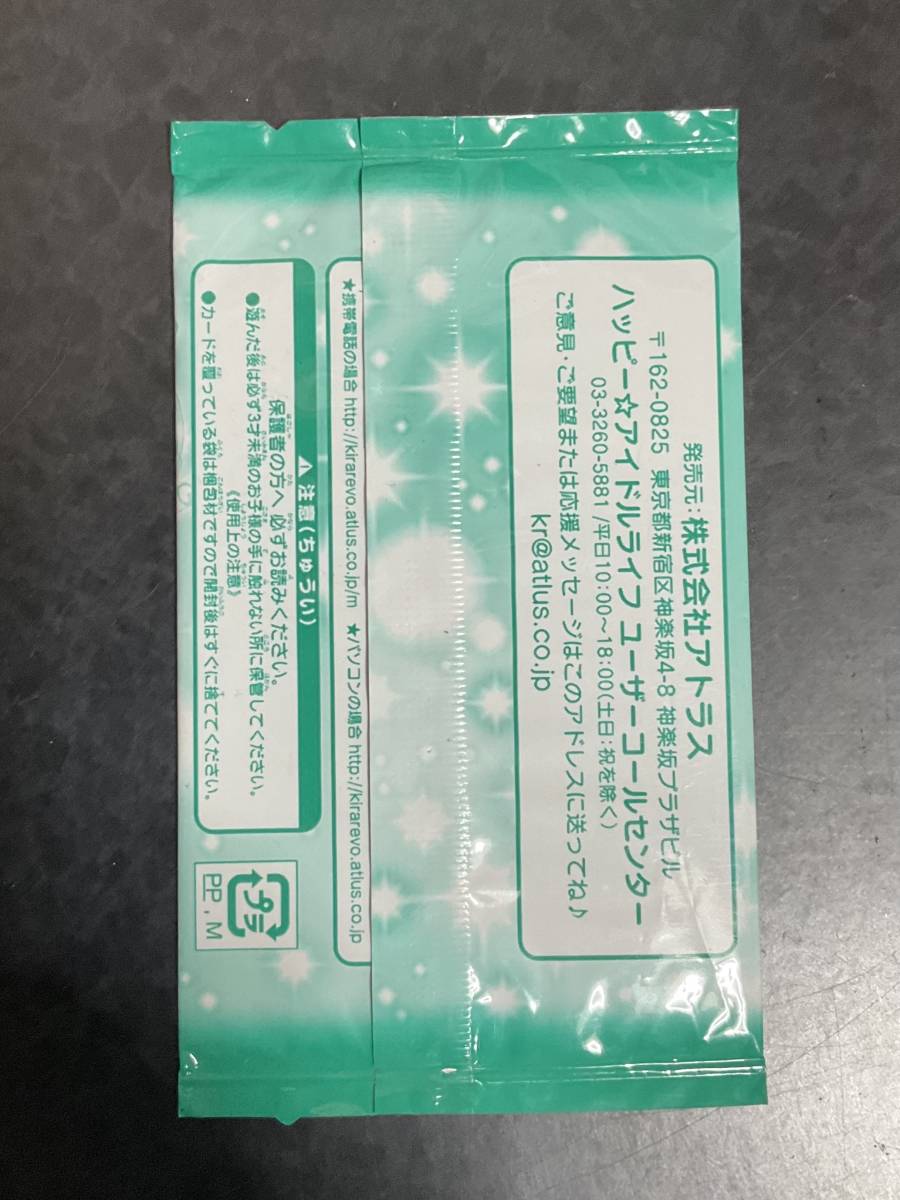 発売元：株式会社アトラス
〒162-0825 東京都新宿区神楽坂4-8 神楽坂プラザビル
ハッピー☆アイドルライフ ユーザーコールセンター
03-3260-5881 /平日10：00〜18：00（土日：祝を除く）
ご意見・ご要望または応援メッセージはこのアドレスに送ってね♪
kr@atlus.co.jp
★携帯電話の場合 http://kirarevo.atlus.co.jp/m ★パソコンの場合 http://kirarevo.atlus.co.jp
⚠ 注意（ちゅうい）
保護者の方へ 必ずお読みください。
●遊んだ後は必ず3才未満のお子様の手に触れない所に保管してください。
《使用上の注意》
●カードを覆っている袋は梱包材ですので開封後はすぐに捨ててください。
プラ
PP , M